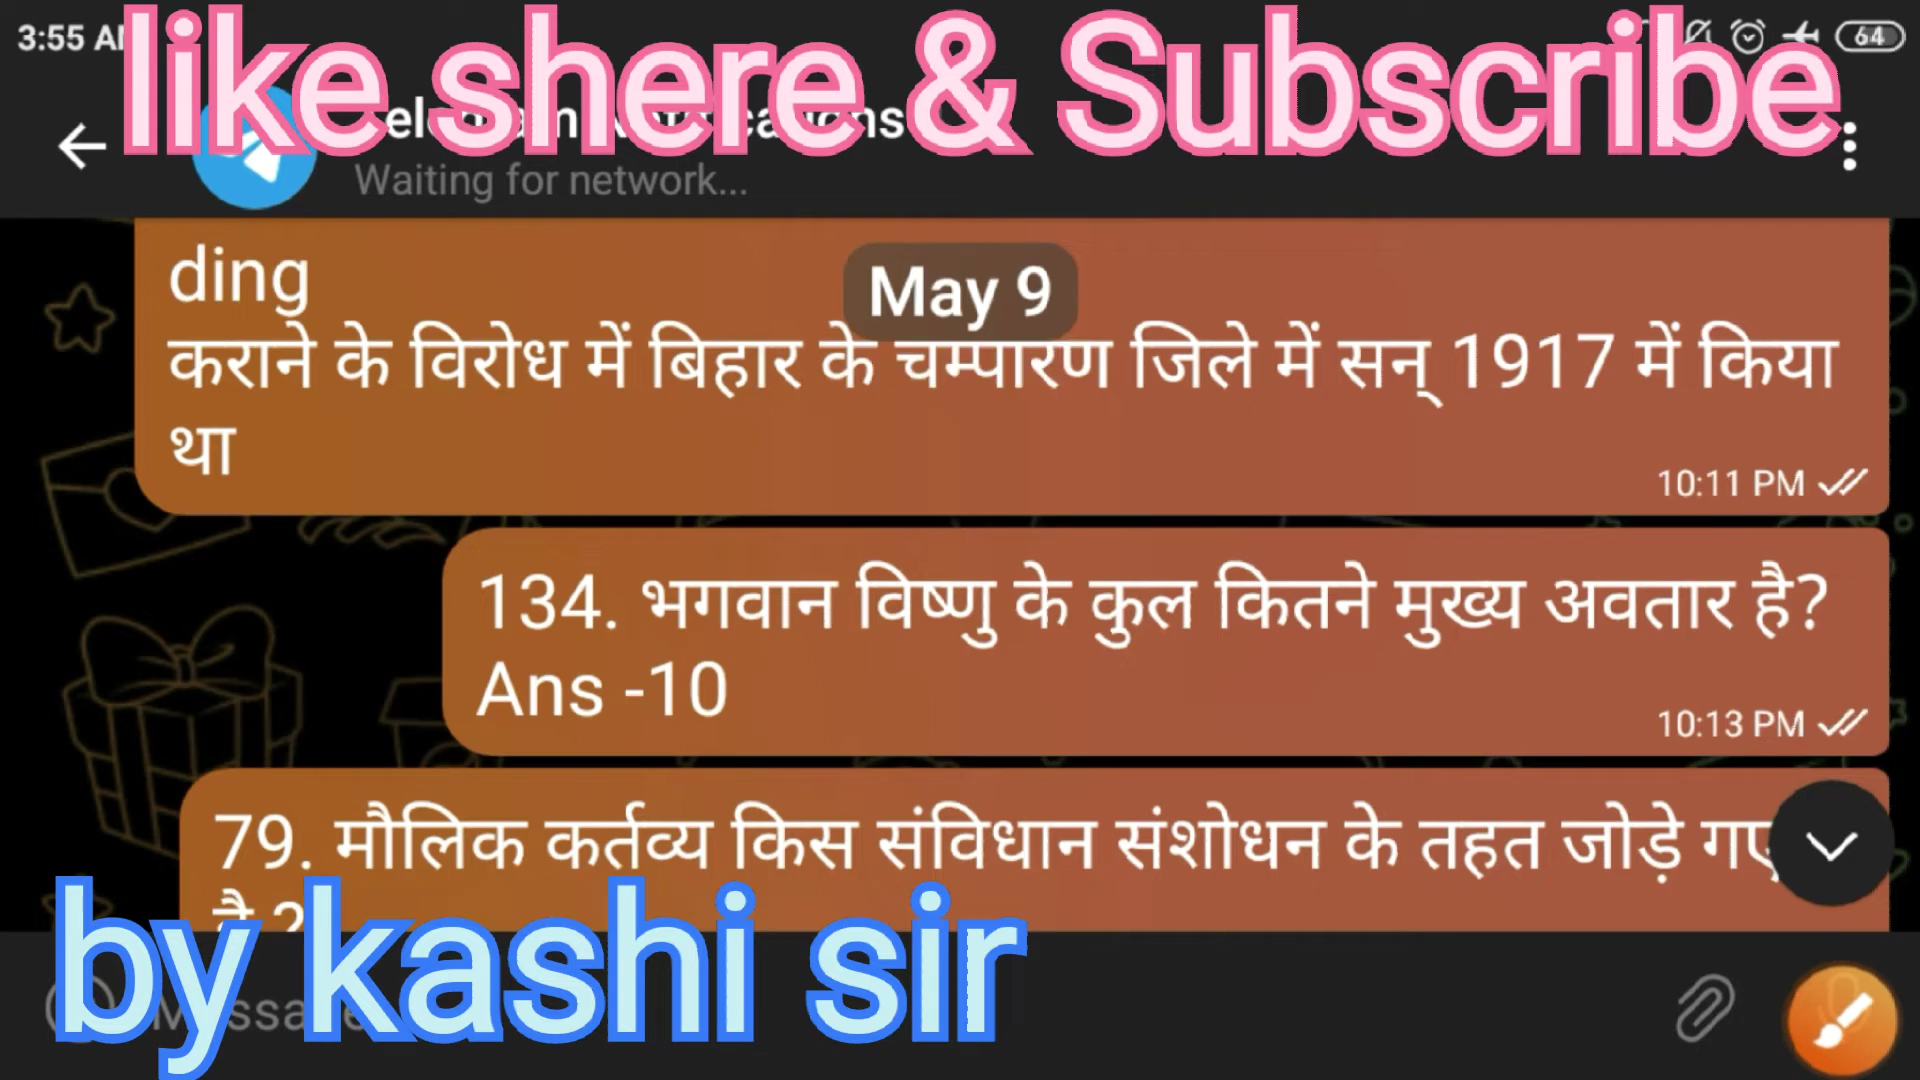 3:55
64
like shere & Subscribe
Waiting for network...
ding
May 9
कराने के विरोध में बिहार के चम्पारण जिले में सन् 1917 में किया
था
10:11 PM
134. भगवान विष्णु के कुल कितने मुख्य अवतार है?
Ans -10
10:13 PM
79. मौलिक कर्तव्य किस संविधान संशोधन के तहत जोड़े गए
by kashi sir